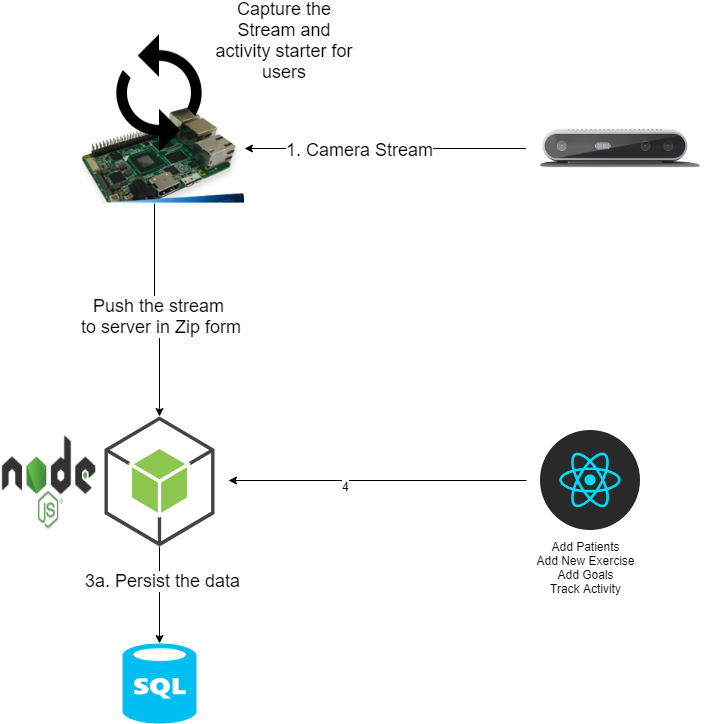 Capture the
Stream and
activity starter for
users
1. Camera Stream
Push the stream
to server in Zip form
node
JS
4
Add Patients
Add New Exercise
Add Goals
Track Activity
3a. Persist the data
SQL